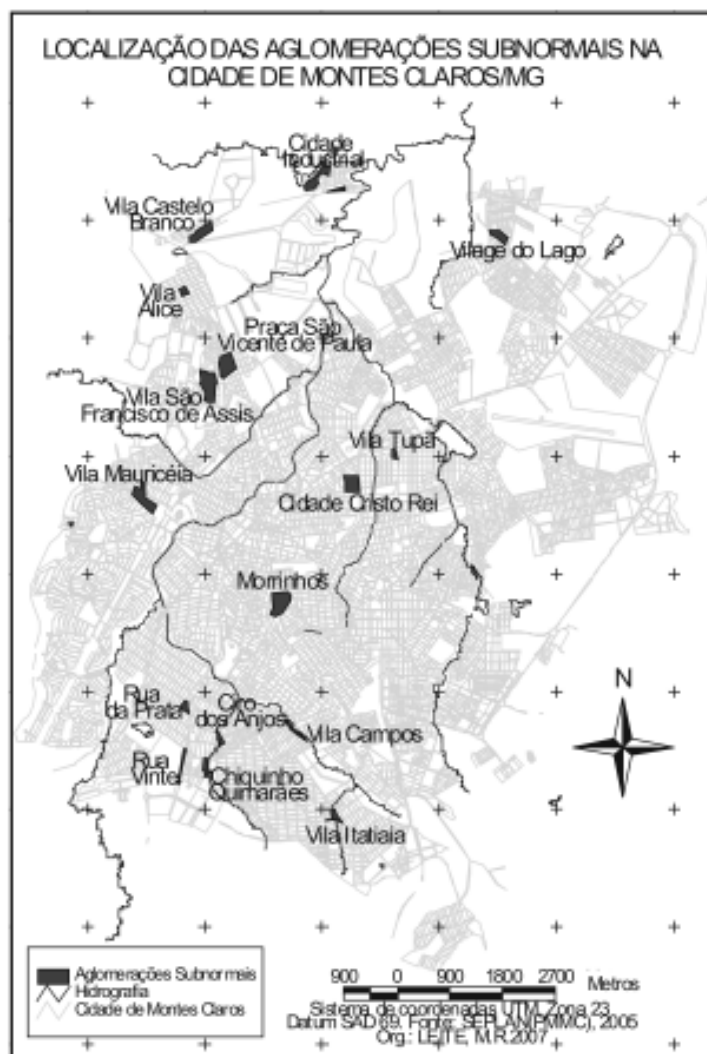 LOCALIZAÇÃO DAS AGLOMERAÇÕES SUBNORMAIS NA
CIDADE DE MONTES CLAROS/MG
Cidade
Industrial
Vila Castelo
Branco
Vilage do Lago
Vila
Alice
Praça São
Vicente de Paula
Vila São
Francisco de Assis
Vila Tupã
Vila Mauricéia
Cidade Cristo Rei
Morrinhos
N
Rua
da Prata
Ciro
dos Anjos
Vila Campos
Rua
Vinte
Chiquinho
Guimarães
Vila Itatiaia
Aglomerações Subnormais
Hidrografia
Cidade de Montes Claros
900 0 900 1800 2700 Metros
Sistema de coordenadas UTM, Zona 23
Datum SAD 69. Fonte: SEPLAN(PMMC), 2005
Org.: LEITE, M.R.2007